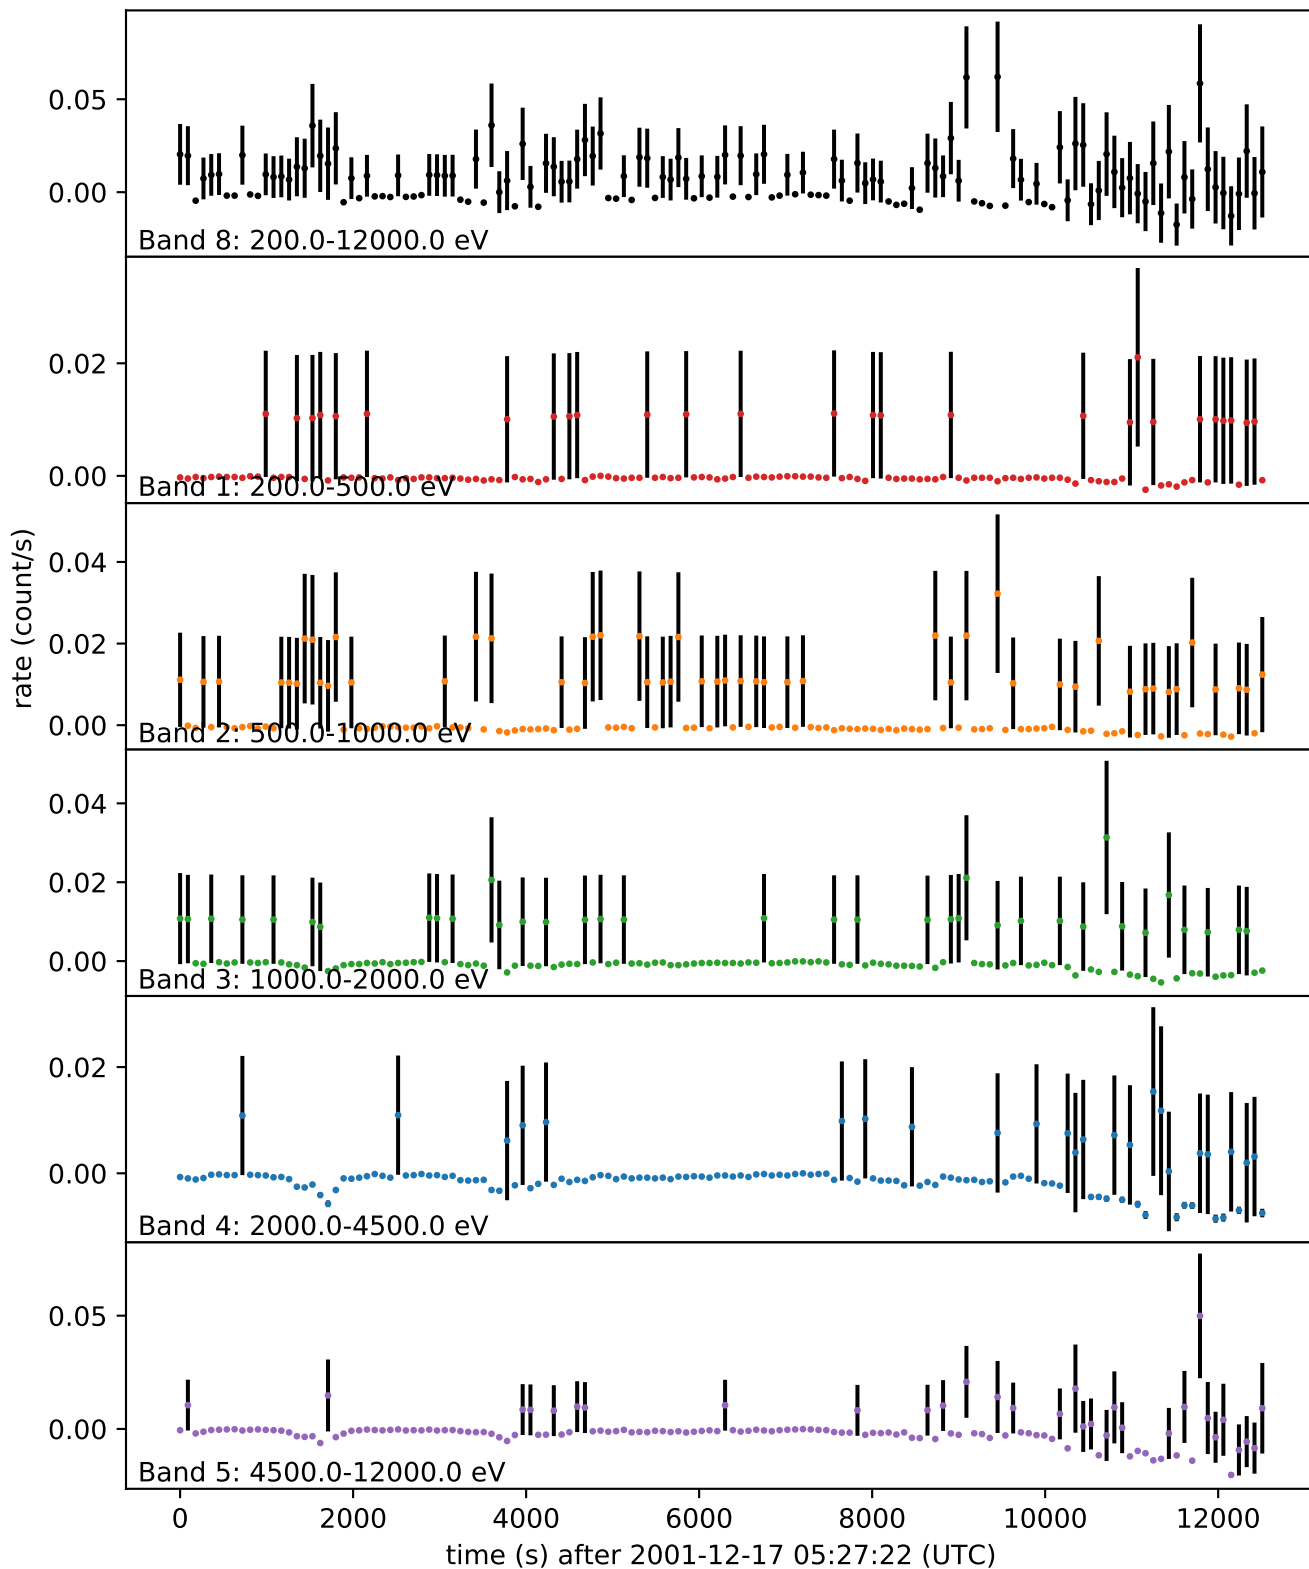 0.05
0.00
Band 8: 200.0-12000.0 eV
0.02
0.00
Band 1: 200.0-500.0 eV
rate (count/s)
0.04
0.02
0.00
Band 2: 500.0-1000.0 eV
0.04
0.02
0.00
Band 3: 1000.0-2000.0 eV
0.02
0.00
Band 4: 2000.0-4500.0 eV
0.05
0.00
Band 5: 4500.0-12000.0 eV
0 2000 4000 6000 8000 10000 12000
time (s) after 2001-12-17 05:27:22 (UTC)